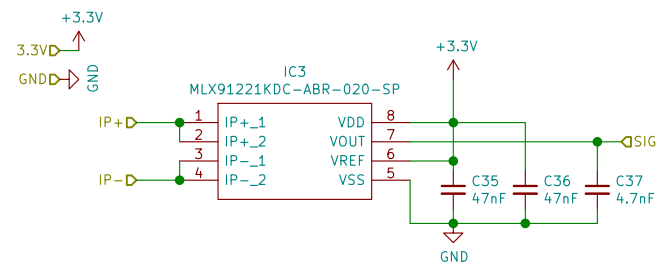 +3.3V
3.3V
GND
GND
+3.3V
IC3
MLX91221KDC-ABR-020-SP
IP+ 1 IP+_1 VDD 8
2 IP+_2 VOUT 7 SIG
3 IP-_1 VREF 6
IP- 4 IP-_2 VSS 5
C35 C36 C37
47nF 47nF 4.7nF
GND